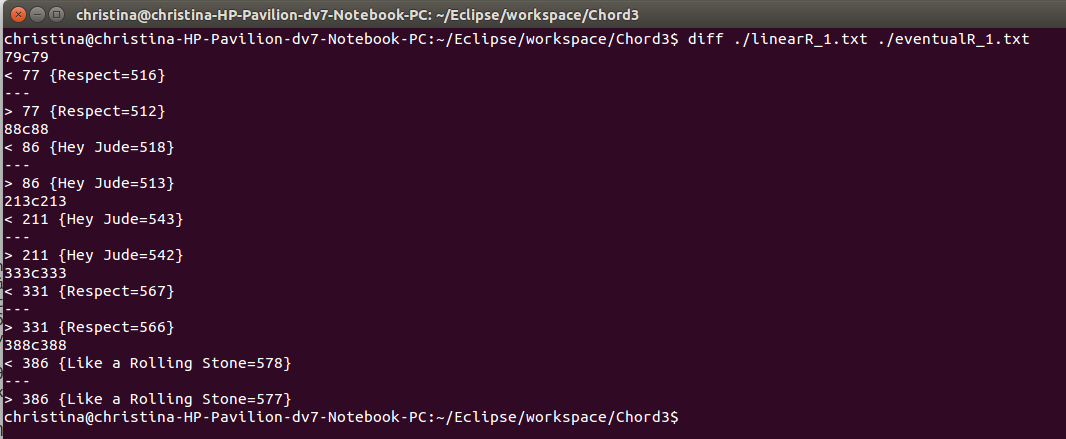 christina@christina-HP-Pavilion-dv7-Notebook-PC: ~/Eclipse/workspace/Chord3
christina@christina-HP-Pavilion-dv7-Notebook-PC:~/Eclipse/workspace/Chord3$ diff ./linearR_1.txt ./eventualR_1.txt
79c79
< 77 {Respect=516}
---
> 77 {Respect=512}
88c88
< 86 {Hey Jude=518}
---
> 86 {Hey Jude=513}
213c213
< 211 {Hey Jude=543}
---
> 211 {Hey Jude=542}
333c333
< 331 {Respect=567}
---
> 331 {Respect=566}
388c388
< 386 {Like a Rolling Stone=578}
---
> 386 {Like a Rolling Stone=577}
christina@christina-HP-Pavilion-dv7-Notebook-PC:~/Eclipse/workspace/Chord3$